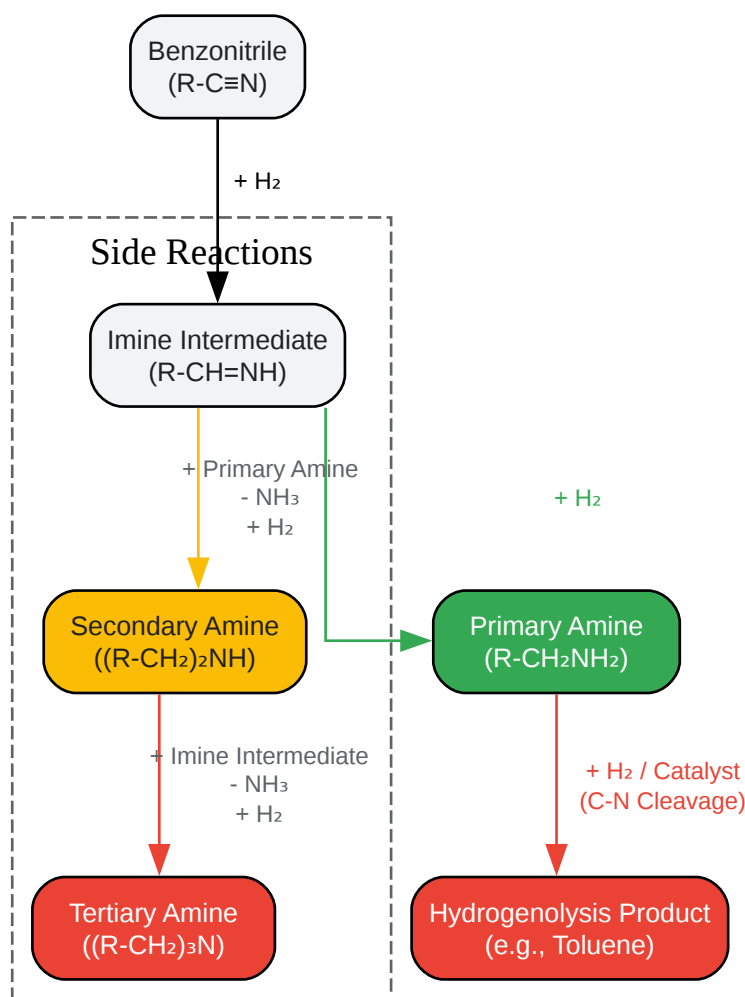 Benzonitrile
(R-C≡N)
+ H₂
Side Reactions
Imine Intermediate
(R-CH=NH)
+ Primary Amine
- NH₃
+ H₂
+ H₂
Secondary Amine
((R-CH₂)₂NH)
Primary Amine
(R-CH₂NH₂)
+ Imine Intermediate
- NH₃
+ H₂
+ H₂ / Catalyst
(C-N Cleavage)
Tertiary Amine
((R-CH₂)₃N)
Hydrogenolysis Product
(e.g., Toluene)